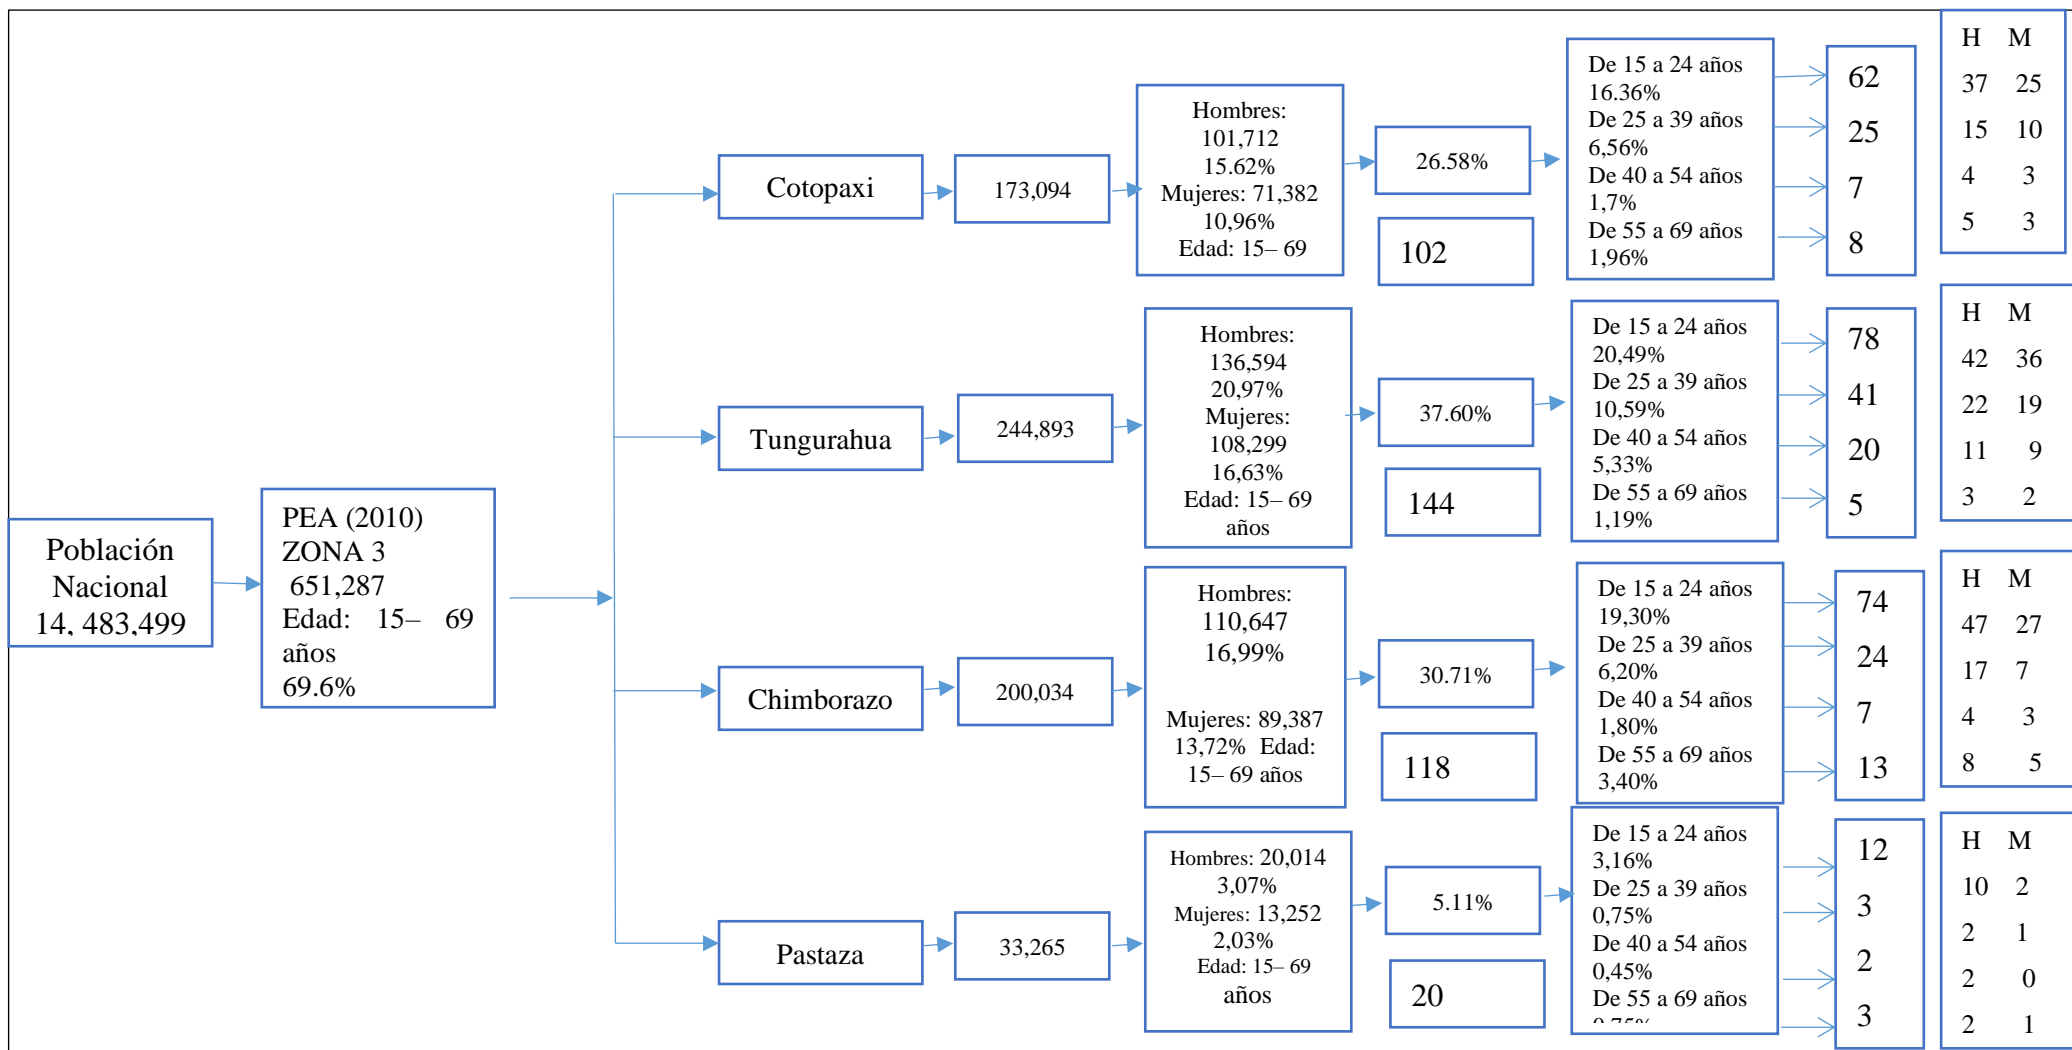 Población
Nacional
14, 483,499
PEA (2010)
ZONA 3
651,287
Edad: 15– 69
años
69.6%
Cotopaxi
173,094
Hombres:
101,712
15.62%
Mujeres: 71,382
10,96%
Edad: 15– 69
26.58%
102
De 15 a 24 años
16.36%
De 25 a 39 años
6,56%
De 40 a 54 años
1,7%
De 55 a 69 años
1,96%
62
25
7
8
H M
37 25
15 10
4 3
5 3
Tungurahua
244,893
Hombres:
136,594
20,97%
Mujeres:
108,299
16,63%
Edad: 15– 69
años
37.60%
144
De 15 a 24 años
20,49%
De 25 a 39 años
10,59%
De 40 a 54 años
5,33%
De 55 a 69 años
1,19%
78
41
20
5
H M
42 36
22 19
11 9
3 2
Chimborazo
200,034
Hombres:
110,647
16,99%
Mujeres: 89,387
13,72% Edad:
15– 69 años
30.71%
118
De 15 a 24 años
19,30%
De 25 a 39 años
6,20%
De 40 a 54 años
1,80%
De 55 a 69 años
3,40%
74
24
7
13
H M
47 27
17 7
4 3
8 5
Pastaza
33,265
Hombres: 20,014
3,07%
Mujeres: 13,252
2,03%
Edad: 15– 69
años
5.11%
20
De 15 a 24 años
3,16%
De 25 a 39 años
0,75%
De 40 a 54 años
0,45%
De 55 a 69 años
12
3
2
3
H M
10 2
2 1
2 0
2 1